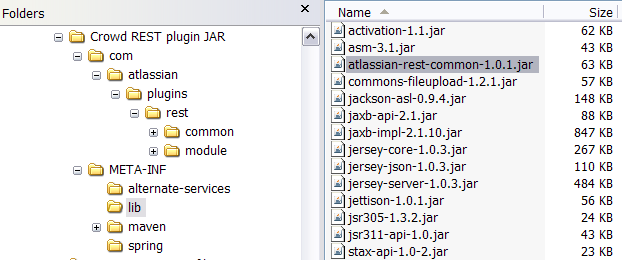 Folders
Crowd REST plugin JAR
com
atlassian
plugins
rest
common
module
META-INF
alternate-services
lib
maven
spring
Name Size
activation-1.1.jar 62 KB
asm-3.1.jar 43 KB
atlassian-rest-common-1.0.1.jar 63 KB
commons-fileupload-1.2.1.jar 57 KB
jackson-asl-0.9.4.jar 148 KB
jaxb-api-2.1.jar 88 KB
jaxb-impl-2.1.10.jar 847 KB
jersey-core-1.0.3.jar 267 KB
jersey-json-1.0.3.jar 110 KB
jersey-server-1.0.3.jar 484 KB
jettison-1.0.1.jar 56 KB
jsr305-1.3.2.jar 24 KB
jsr311-api-1.0.jar 43 KB
stax-api-1.0-2.jar 23 KB